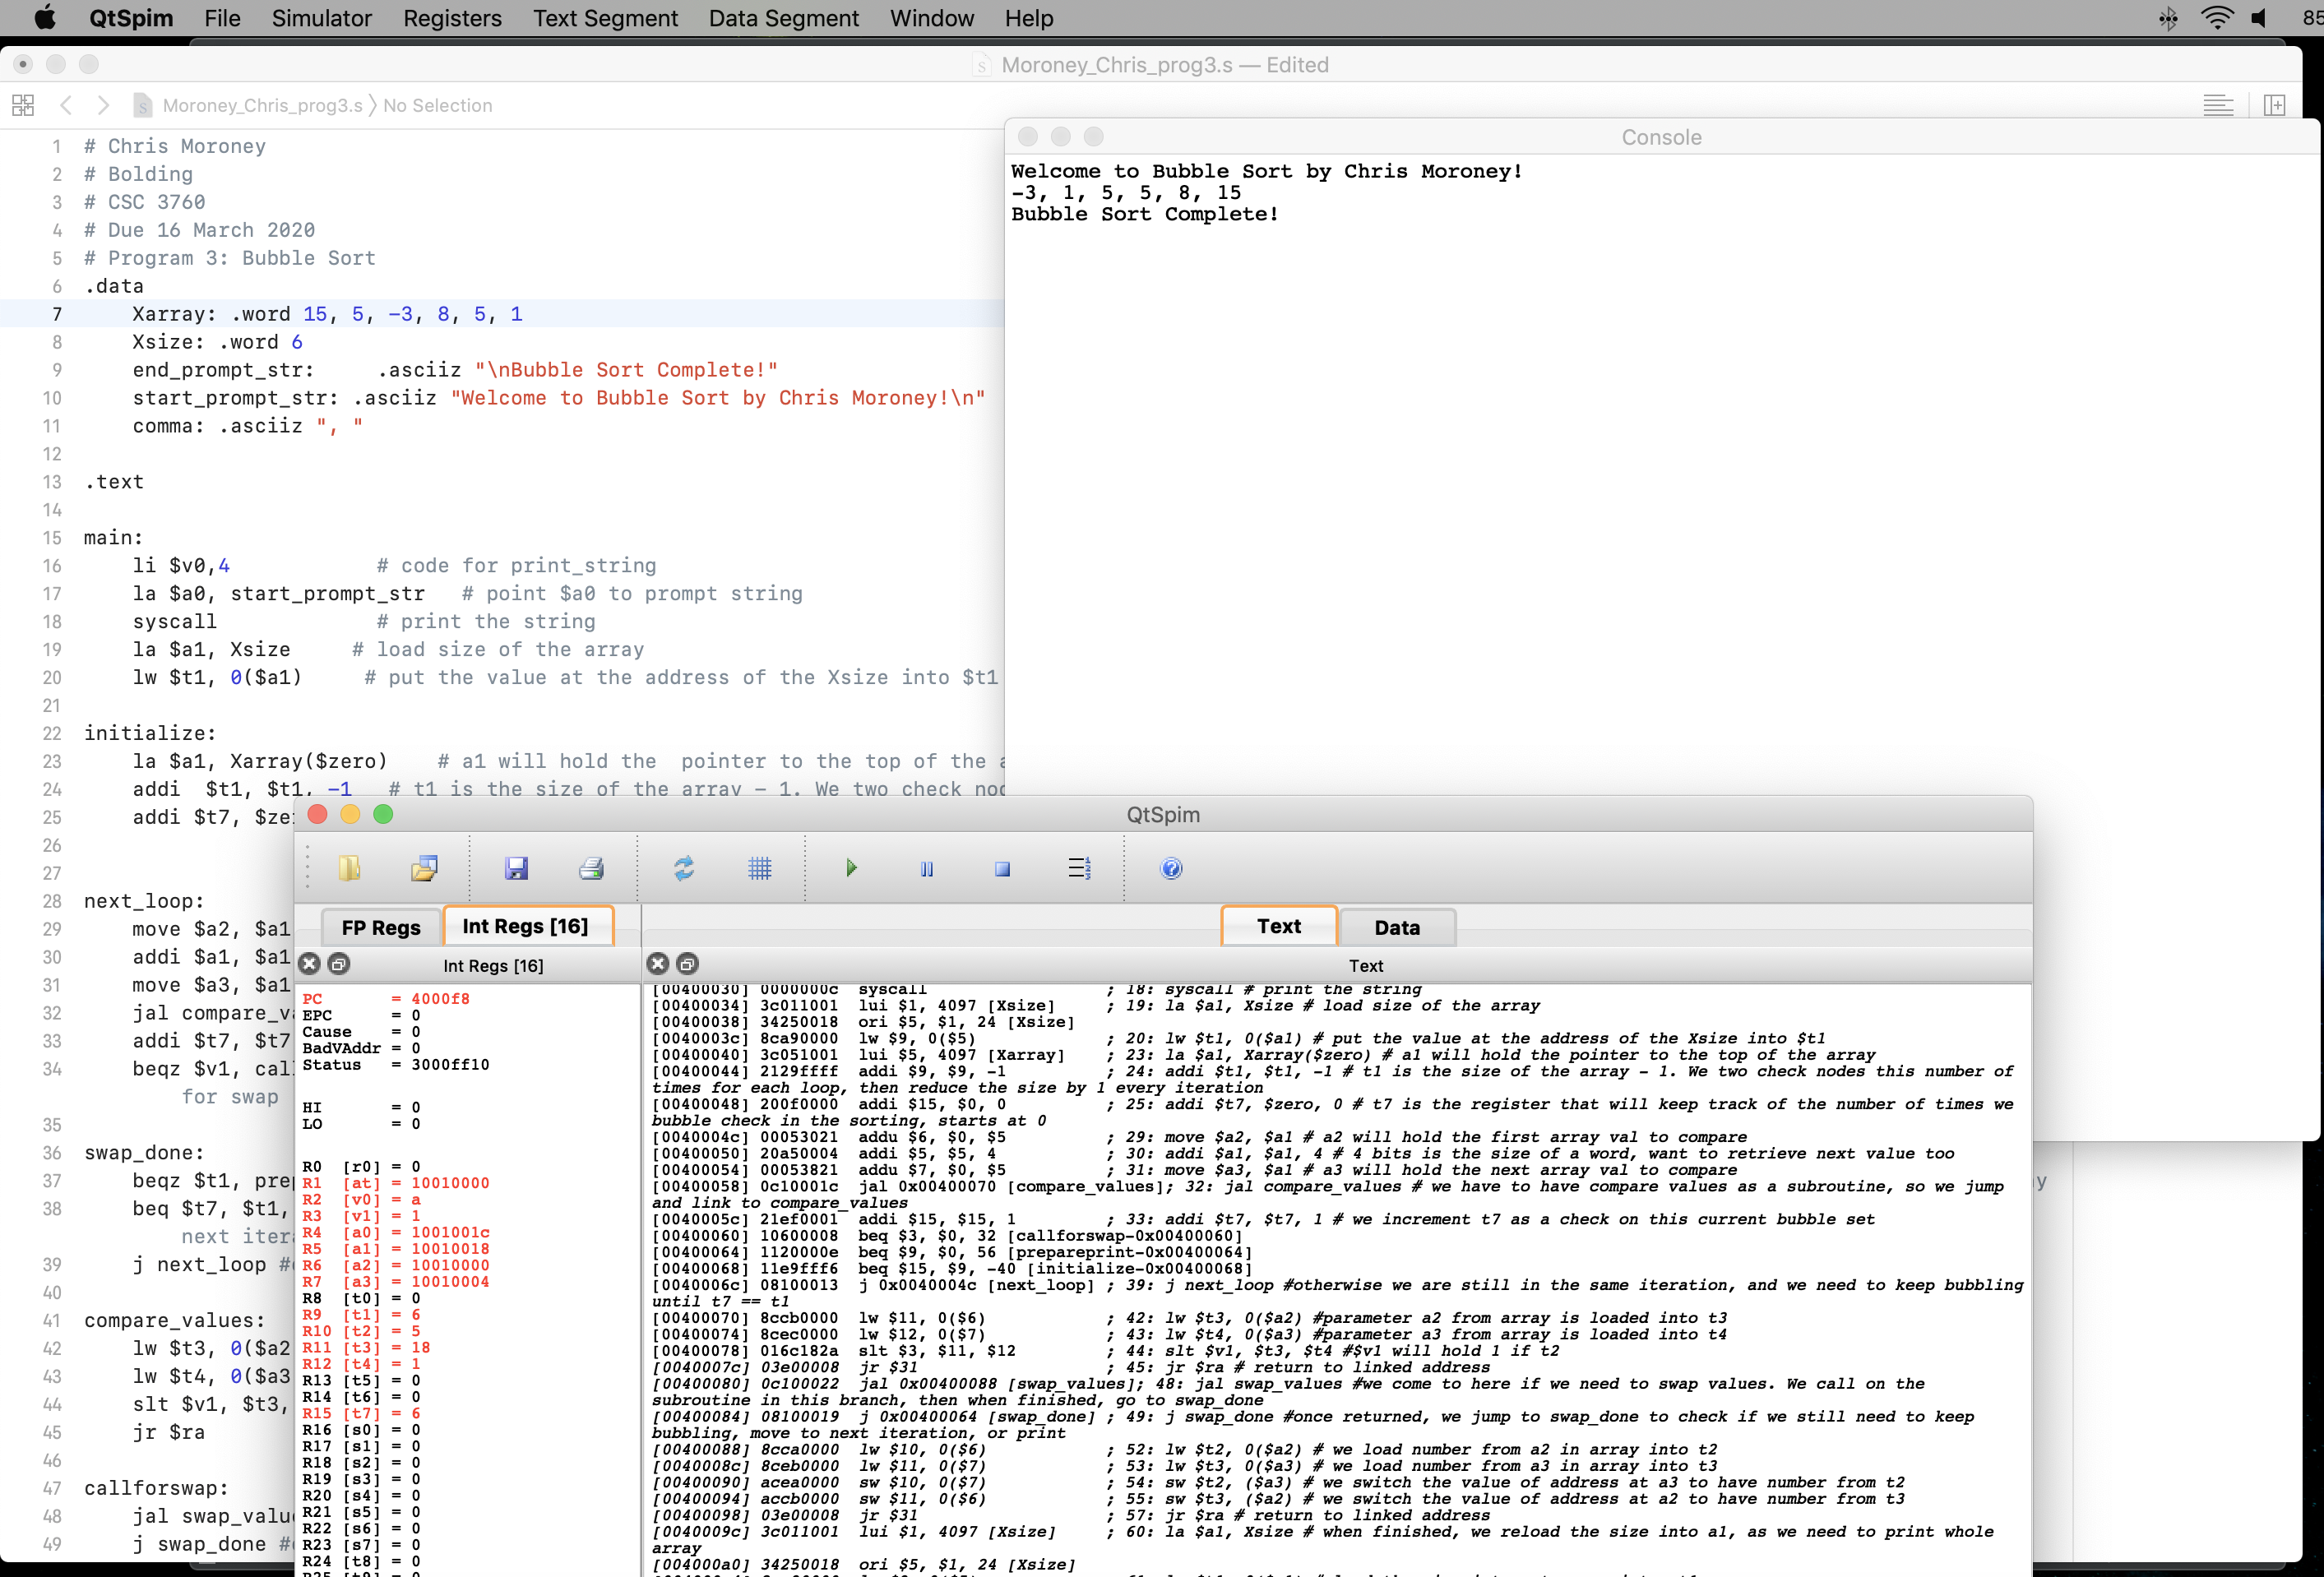 QtSpim File Simulator Registers Text Segment Data Segment Window Help 85
Moroney_Chris_prog3.s — Edited
Moroney_Chris_prog3.s 〉 No Selection
1 # Chris Moroney
2 # Bolding
3 # CSC 3760
4 # Due 16 March 2020
5 # Program 3: Bubble Sort
6 .data
7 Xarray: .word 15, 5, -3, 8, 5, 1
8 Xsize: .word 6
9 end_prompt_str: .asciiz "\nBubble Sort Complete!"
10 start_prompt_str: .asciiz "Welcome to Bubble Sort by Chris Moroney!\n"
11 comma: .asciiz ", "
12
13 .text
14
15 main:
16 li $v0,4 # code for print_string
17 la $a0, start_prompt_str # point $a0 to prompt string
18 syscall # print the string
19 la $a1, Xsize # load size of the array
20 lw $t1, 0($a1) # put the value at the address of the Xsize into $t1
21
22 initialize:
23 la $a1, Xarray($zero) # a1 will hold the pointer to the top of the
24 addi $t1, $t1, -1 # t1 is the size of the array - 1. We two check
25 addi $t7, $ze
26
27
28 next_loop:
29 move $a2, $a1
30 addi $a1, $a1
31 move $a3, $a1
32 jal compare_v
33 addi $t7, $t7
34 beqz $v1, cal
for swap
35
36 swap_done:
37 beqz $t1, pre
38 beq $t7, $t1,
next iter
39 j next_loop #
40
41 compare_values:
42 lw $t3, 0($a2
43 lw $t4, 0($a3
44 slt $v1, $t3,
45 jr $ra
46
47 callforswap:
48 jal swap_valu
49 j swap_done #
Console
Welcome to Bubble Sort by Chris Moroney!
-3, 1, 5, 5, 8, 15
Bubble Sort Complete!
QtSpim
FP Regs Int Regs [16]
Text Data
Int Regs [16]
PC = 4000f8
EPC = 0
Cause = 0
BadVAddr = 0
Status = 3000ff10
HI = 0
LO = 0
R0 [r0] = 0
R1 [at] = 10010000
R2 [v0] = a
R3 [v1] = 1
R4 [a0] = 1001001c
R5 [a1] = 10010018
R6 [a2] = 10010000
R7 [a3] = 10010004
R8 [t0] = 0
R9 [t1] = 6
R10 [t2] = 5
R11 [t3] = 18
R12 [t4] = 1
R13 [t5] = 0
R14 [t6] = 0
R15 [t7] = 6
R16 [s0] = 0
R17 [s1] = 0
R18 [s2] = 0
R19 [s3] = 0
R20 [s4] = 0
R21 [s5] = 0
R22 [s6] = 0
R23 [s7] = 0
R24 [t8] = 0
Text
[00400030] 0000000c syscall ; 18: syscall # print the string
[00400034] 3c011001 lui $1, 4097 [Xsize] ; 19: la $a1, Xsize # load size of the array
[00400038] 34250018 ori $5, $1, 24 [Xsize]
[0040003c] 8ca90000 lw $9, 0($5) ; 20: lw $t1, 0($a1) # put the value at the address of the Xsize into $t1
[00400040] 3c051001 lui $5, 4097 [Xarray] ; 23: la $a1, Xarray($zero) # a1 will hold the pointer to the top of the array
[00400044] 2129ffff addi $9, $9, -1 ; 24: addi $t1, $t1, -1 # t1 is the size of the array - 1. We two check nodes this number of
times for each loop, then reduce the size by 1 every iteration
[00400048] 200f0000 addi $15, $0, 0 ; 25: addi $t7, $zero, 0 # t7 is the register that will keep track of the number of times we
bubble check in the sorting, starts at 0
[0040004c] 00053021 addu $6, $0, $5 ; 29: move $a2, $a1 # a2 will hold the first array val to compare
[00400050] 20a50004 addi $5, $5, 4 ; 30: addi $a1, $a1, 4 # 4 bits is the size of a word, want to retrieve next value too
[00400054] 00053821 addu $7, $0, $5 ; 31: move $a3, $a1 # a3 will hold the next array val to compare
[00400058] 0c10001c jal 0x00400070 [compare_values]; 32: jal compare_values # we have to have compare values as a subroutine, so we jump
and link to compare_values
[0040005c] 21ef0001 addi $15, $15, 1 ; 33: addi $t7, $t7, 1 # we increment t7 as a check on this current bubble set
[00400060] 10600008 beq $3, $0, 32 [callforswap-0x00400060]
[00400064] 1120000e beq $9, $0, 56 [prepareprint-0x00400064]
[00400068] 11e9fff6 beq $15, $9, -40 [initialize-0x00400068]
[0040006c] 08100013 j 0x0040004c [next_loop] ; 39: j next_loop #otherwise we are still in the same iteration, and we need to keep bubbling
until t7 == t1
[00400070] 8ccb0000 lw $11, 0($6) ; 42: lw $t3, 0($a2) #parameter a2 from array is loaded into t3
[00400074] 8cec0000 lw $12, 0($7) ; 43: lw $t4, 0($a3) #parameter a3 from array is loaded into t4
[00400078] 016c182a slt $3, $11, $12 ; 44: slt $v1, $t3, $t4 #$v1 will hold 1 if t2
[0040007c] 03e00008 jr $31 ; 45: jr $ra # return to linked address
[00400080] 0c100022 jal 0x00400088 [swap_values]; 48: jal swap_values #we come to here if we need to swap values. We call on the
subroutine in this branch, then when finished, go to swap_done
[00400084] 08100019 j 0x00400064 [swap_done] ; 49: j swap_done #once returned, we jump to swap_done to check if we still need to keep
bubbling, move to next iteration, or print
[00400088] 8cca0000 lw $10, 0($6) ; 52: lw $t2, 0($a2) # we load number from a2 in array into t2
[0040008c] 8ceb0000 lw $11, 0($7) ; 53: lw $t3, 0($a3) # we load number from a3 in array into t3
[00400090] acea0000 sw $10, 0($7) ; 54: sw $t2, ($a3) # we switch the value of address at a3 to have number from t2
[00400094] accb0000 sw $11, 0($6) ; 55: sw $t3, ($a2) # we switch the value of address at a2 to have number from t3
[00400098] 03e00008 jr $31 ; 57: jr $ra # return to linked address
[0040009c] 3c011001 lui $1, 4097 [Xsize] ; 60: la $a1, Xsize # when finished, we reload the size into a1, as we need to print whole
array
[004000a0] 34250018 ori $5, $1, 24 [Xsize]